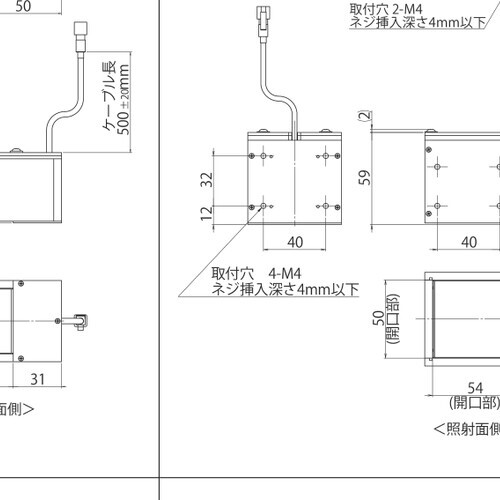 50
ケーブル長
500±20mm
31
面側＞
取付穴 2-M4
ネジ挿入深さ4mm以下
32
12
40
取付穴 4-M4
ネジ挿入深さ4mm以下
(2)
59
40
50
(開口部)
54
(開口部)
＜照射面側